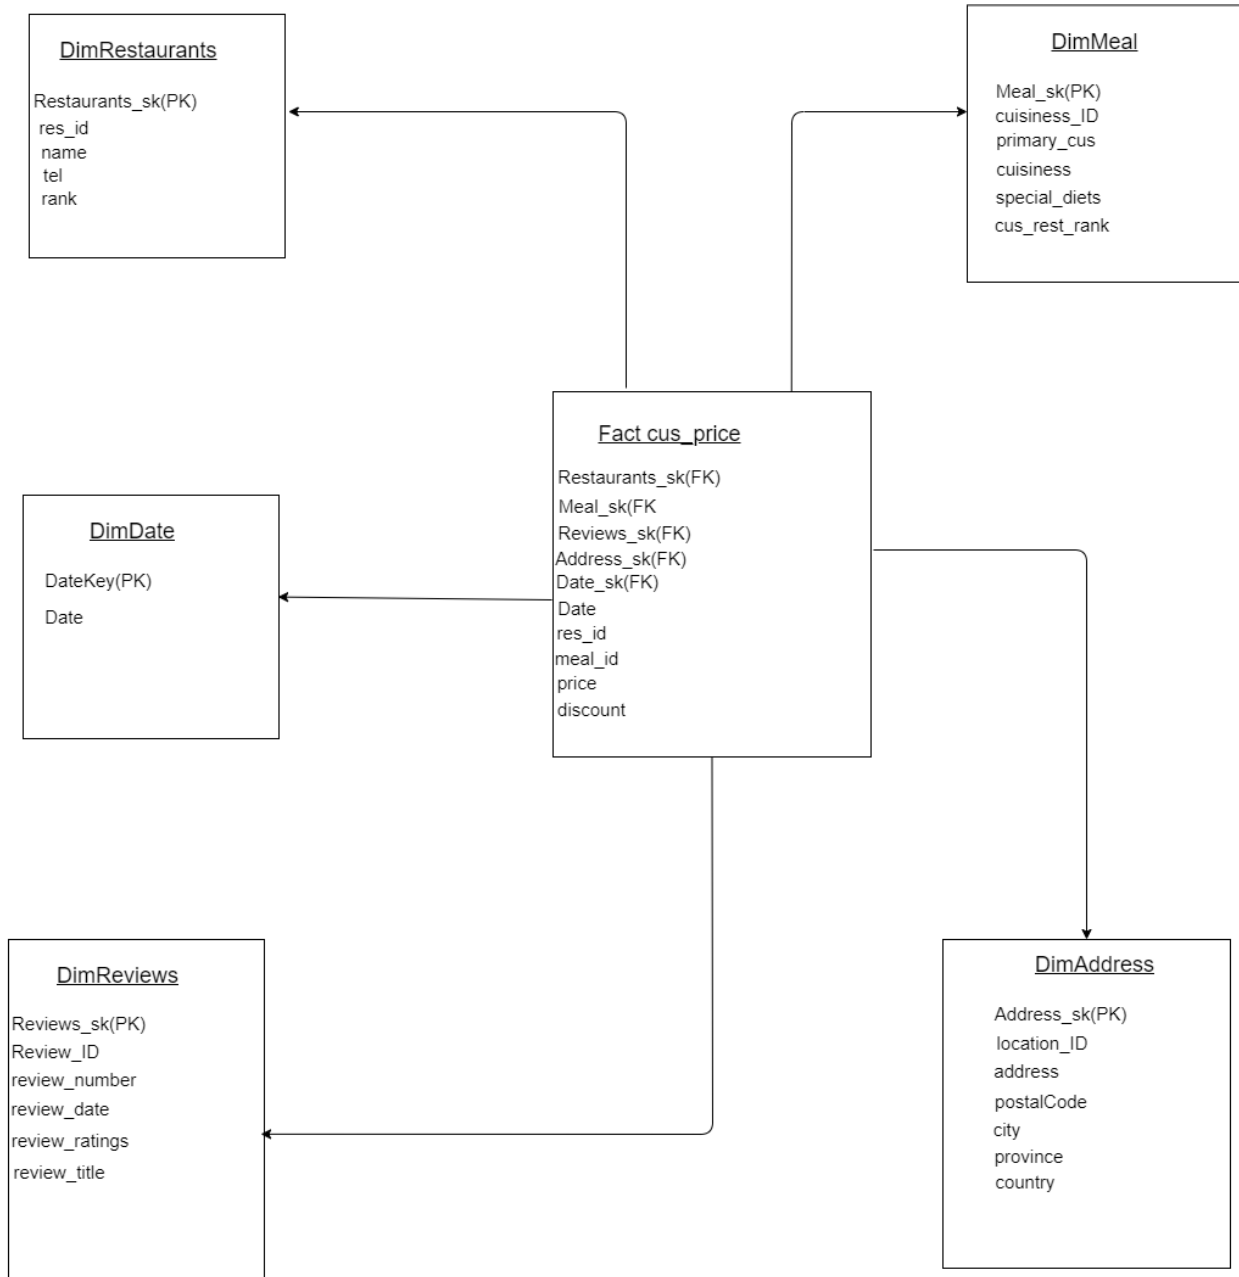 DimRestaurants
Restaurants_sk(PK)
res_id
name
tel
rank
DimMeal
Meal_sk(PK)
cuisiness_ID
primary_cus
cuisiness
special_diets
cus_rest_rank
Fact cus_price
Restaurants_sk(FK)
Meal_sk(FK
Reviews_sk(FK)
Address_sk(FK)
Date_sk(FK)
Date
res_id
meal_id
price
discount
DimDate
DateKey(PK)
Date
DimReviews
Reviews_sk(PK)
Review_ID
review_number
review_date
review_ratings
review_title
DimAddress
Address_sk(PK)
location_ID
address
postalCode
city
province
country